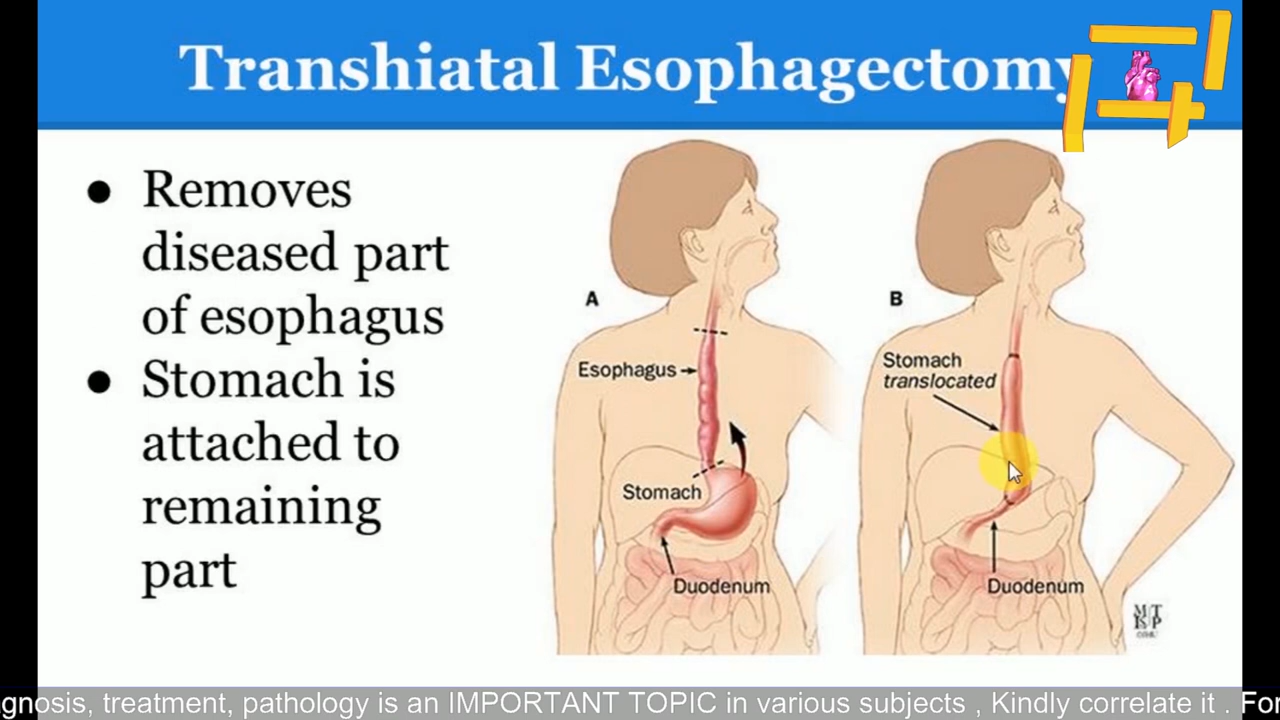 Transhiatal Esophagectomy
● Removes
diseased part
of esophagus
● Stomach is
attached to
remaining
part
A
Esophagus
Stomach
Duodenum
B
Stomach
translocated
Duodenum
gnosis, treatment, pathology is an IMPORTANT TOPIC in various subjects , Kindly correlate it . For